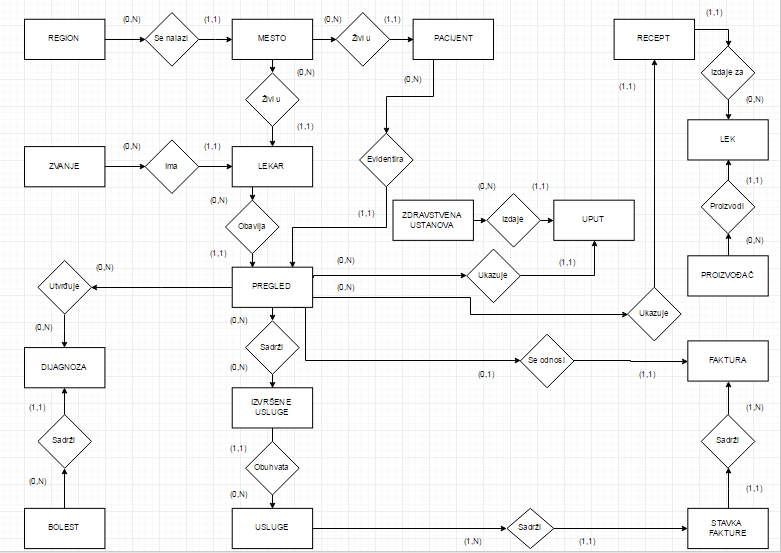 (1,1)
(0,N)
(1,1)
(0,N)
(1,1)
REGION
Se nalazi
MESTO
Živi u
PACIJENT
RECEPT
(0,N)
Izdaje za
(0,N)
(1,1)
Živi u
(0,N)
(1,1)
LEK
(0,N)
(1,1)
Evidentira
ZVANJE
Ima
LEKAR
(1,1)
(0,N)
(1,1)
(0,N)
Proizvodi
(1,1)
ZDRAVSTVENA
USTANOVA
Izdaje
UPUT
Obavlja
(0,N)
(1,1)
(0,N)
(1,1)
(0,N)
Utvrđuje
PREGLED
Ukazuje
PROIZVOĐAČ
(0,N)
Ukazuje
(0,N)
(0,N)
Sadrži
Se odnosi
FAKTURA
DIJAGNOZA
(0,N)
(0,1)
(1,1)
IZVRŠENE
USLUGE
(1,1)
(1,N)
Sadrži
Sadrži
(1,1)
Obuhvata
(0,N)
(0,N)
(1,1)
BOLEST
USLUGE
Sadrži
STAVKA
FAKTURE
(1,N)
(1,1)